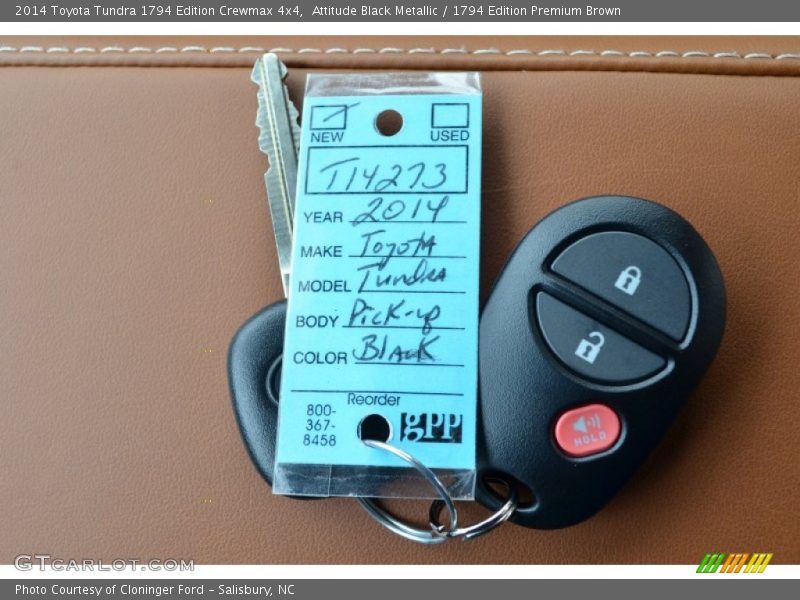 2014 Toyota Tundra 1794 Edition Crewmax 4x4,  Attitude Black Metallic / 1794 Edition Premium Brown
NEW USED
T14273
YEAR 2014
MAKE Toyota
MODEL Tundra
BODY Pick-up
COLOR Black
Reorder
800-
367-
8458
gpp
HOLD
GTCARLOT.COM
Photo Courtesy of Cloninger Ford – Salisbury, NC